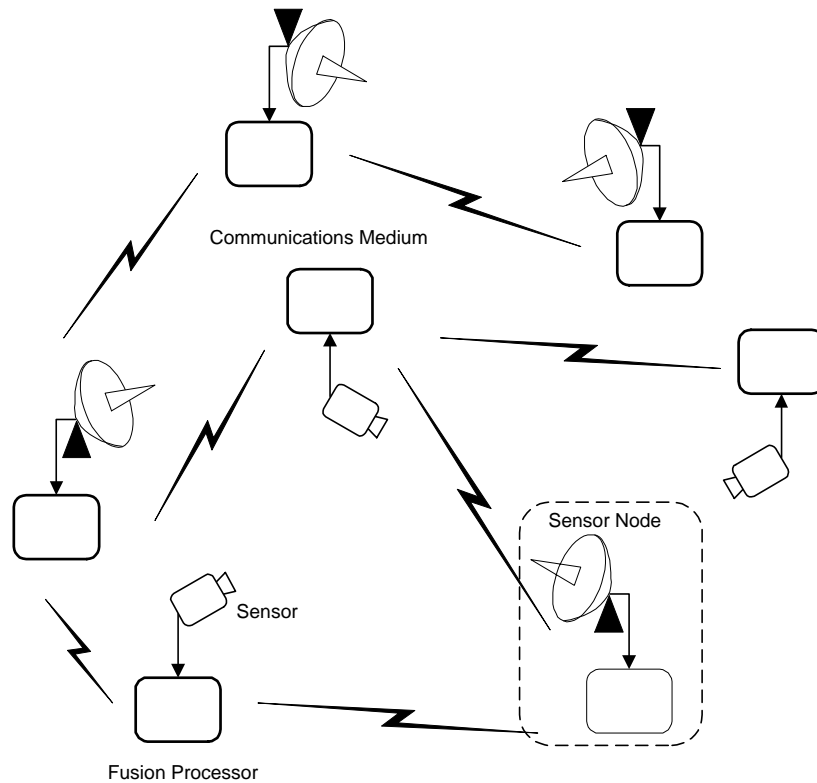 Communications Medium
Sensor Node
Sensor
Fusion Processor